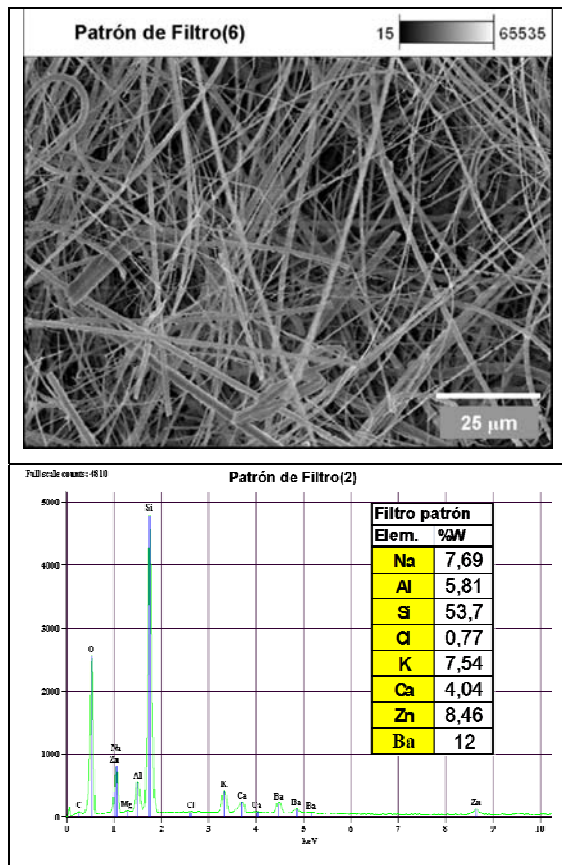 Patrón de Filtro(6)
15 65535
25 μm
Full scale counts: 4810
Patrón de Filtro(2)
5000
4000
3000
2000
1000
0
Si
O
Na
Zn
C
Mg
Al
Cl
K
Ca
Ca
Ba
Ba
Ba
Zn
0 1 2 3 4 5 6 7 8 9 10
keV
Filtro patrón
Elem. %W
Na 7,69
Al 5,81
Si 53,7
Cl 0,77
K 7,54
Ca 4,04
Zn 8,46
Ba 12